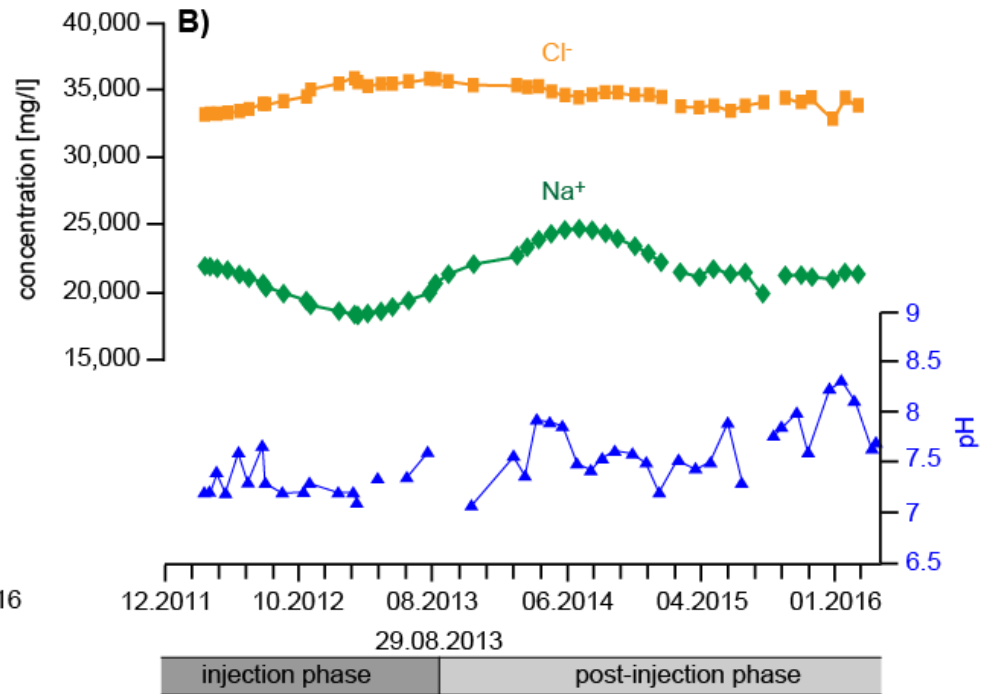 B)
40,000
35,000
30,000
25,000
20,000
15,000
concentration [mg/l]
Cl-
Na+
9
8.5
8
7.5
7
6.5
pH
16
12.2011 10.2012 08.2013 06.2014 04.2015 01.2016
29.08.2013
injection phase post-injection phase